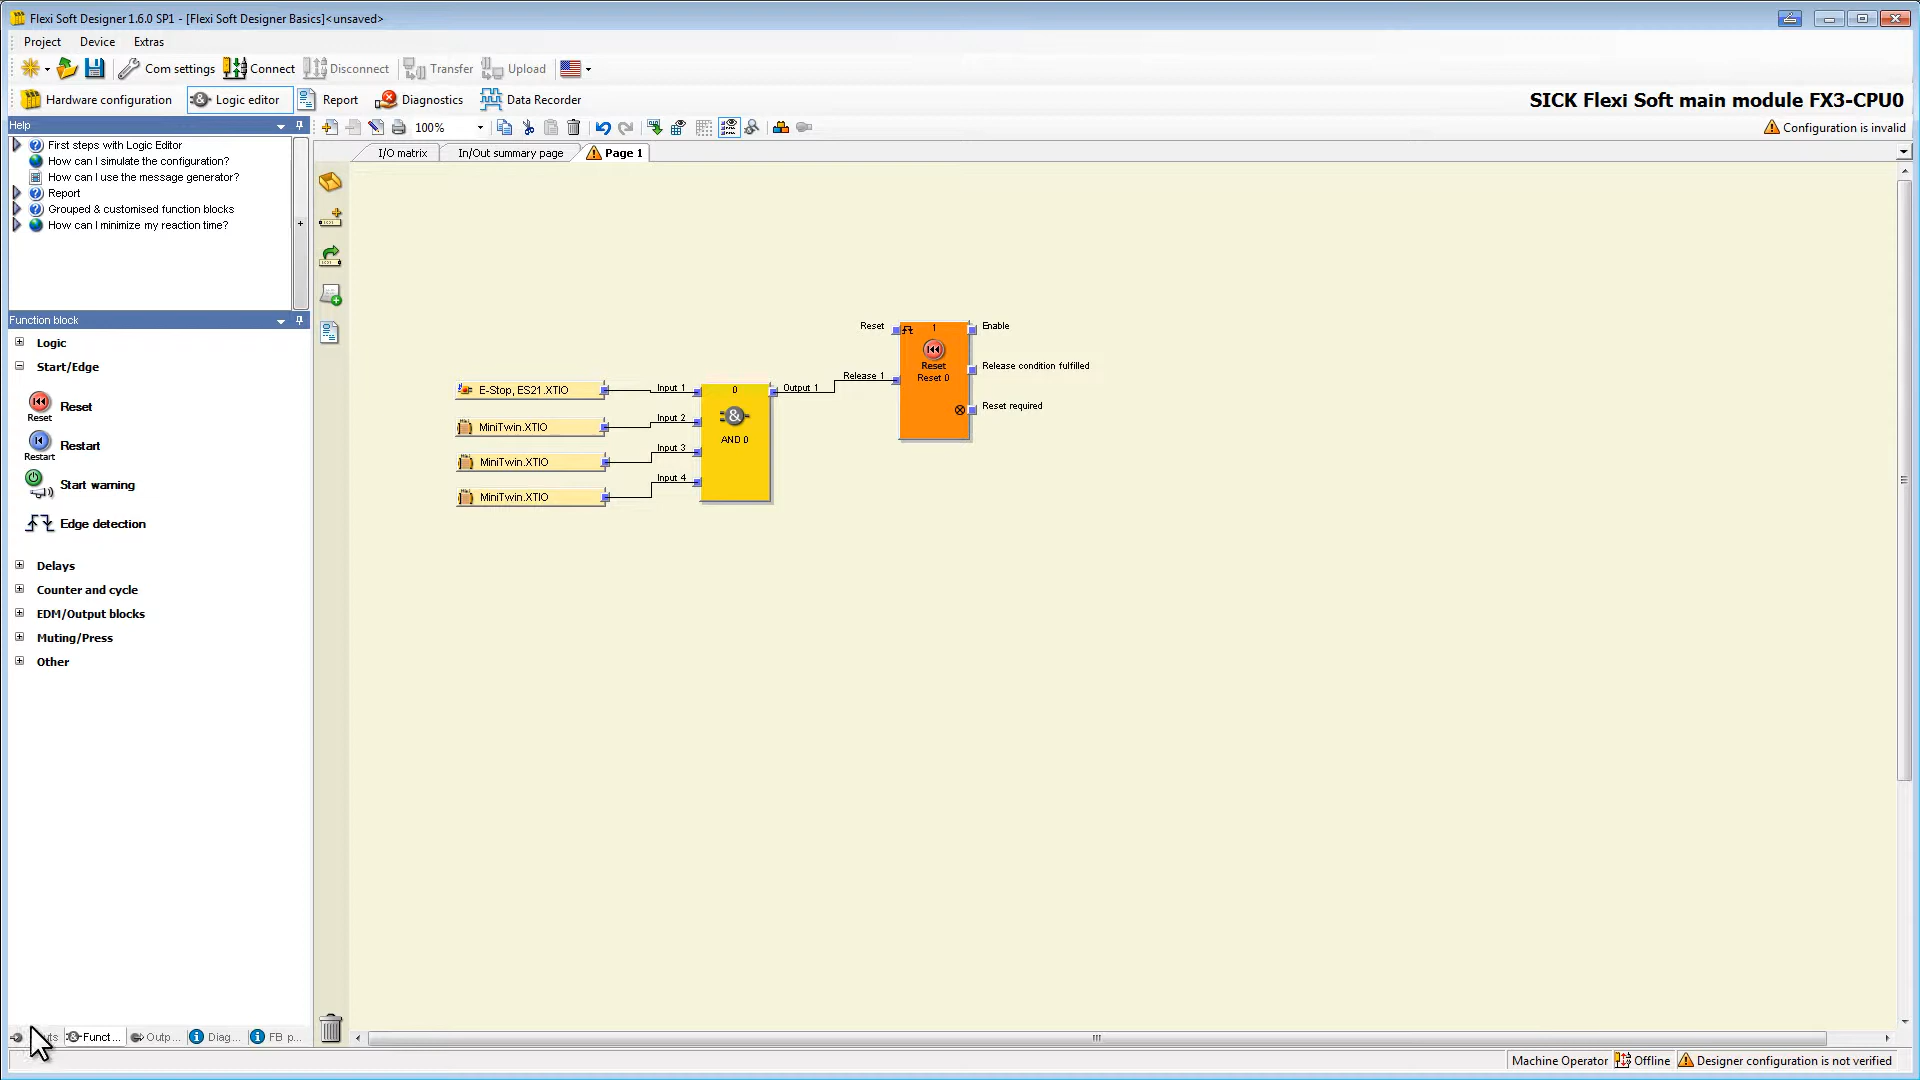 Flexi Soft Designer 1.6.0 SP1 - [Flexi Soft Designer Basics]<unsaved>
Project Device Extras
Com settings Connect Disconnect Transfer Upload
Hardware configuration Logic editor Report Diagnostics Data Recorder
SICK Flexi Soft main module FX3-CPU0
Help
100%
Configuration is invalid
First steps with Logic Editor
How can I simulate the configuration?
How can I use the message generator?
Report
Grouped & customised function blocks
How can I minimize my reaction time?
I/O matrix In/Out summary page Page 1
Function block
Logic
Start/Edge
Reset
Reset
Restart
Restart
Start warning
Edge detection
Delays
Counter and cycle
EDM/Output blocks
Muting/Press
Other
E-Stop, ES21.XTIO
MiniTwin.XTIO
MiniTwin.XTIO
MiniTwin.XTIO
Input 1
Input 2
Input 3
Input 4
0
&
AND 0
Output 1
Reset
Release 1
1
Reset
Reset 0
Enable
Release condition fulfilled
Reset required
Funct... Outp... Diag... FB p...
Machine Operator Offline Designer configuration is not verified